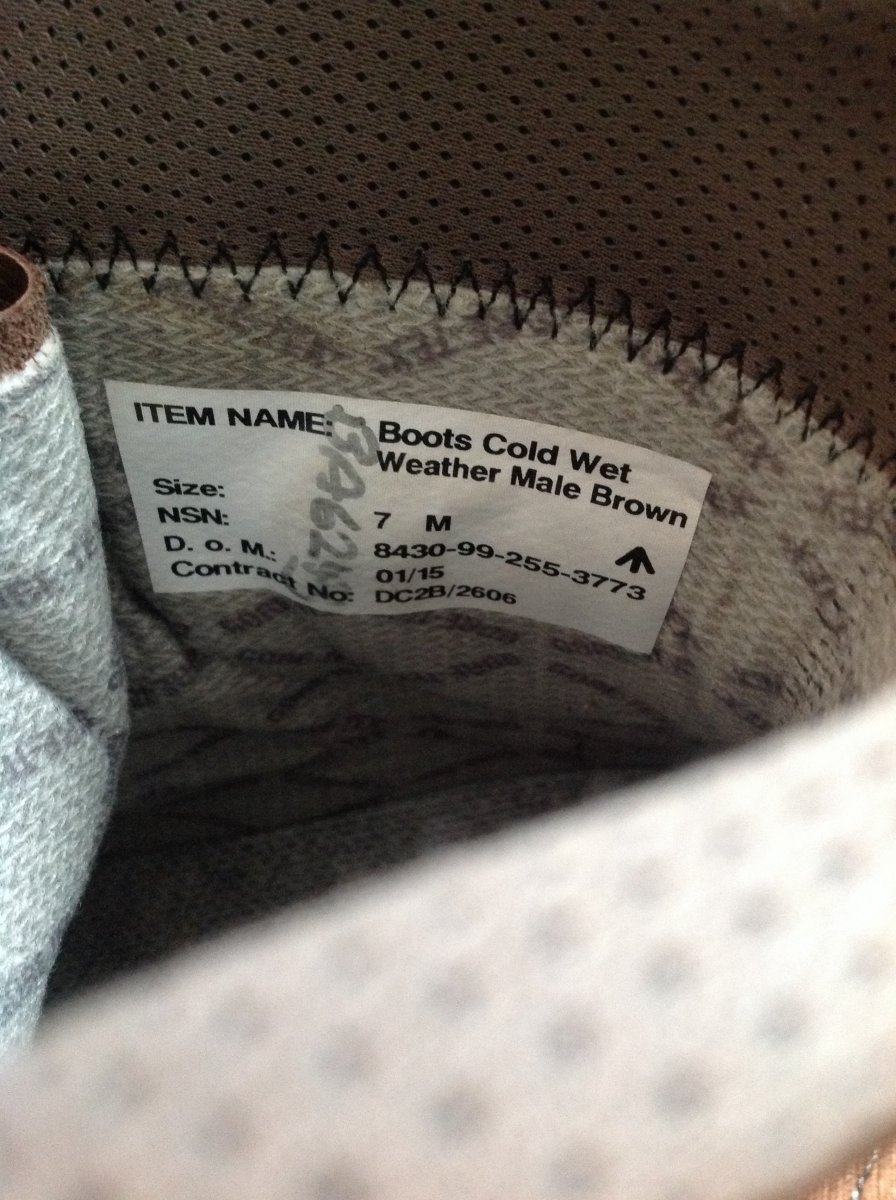 ITEM NAME: Boots Cold Wet
Weather Male Brown
Size: 7 M
NSN: 8430-99-255-3773
D. o. M.: 01/15
Contract No: DC2B/2606